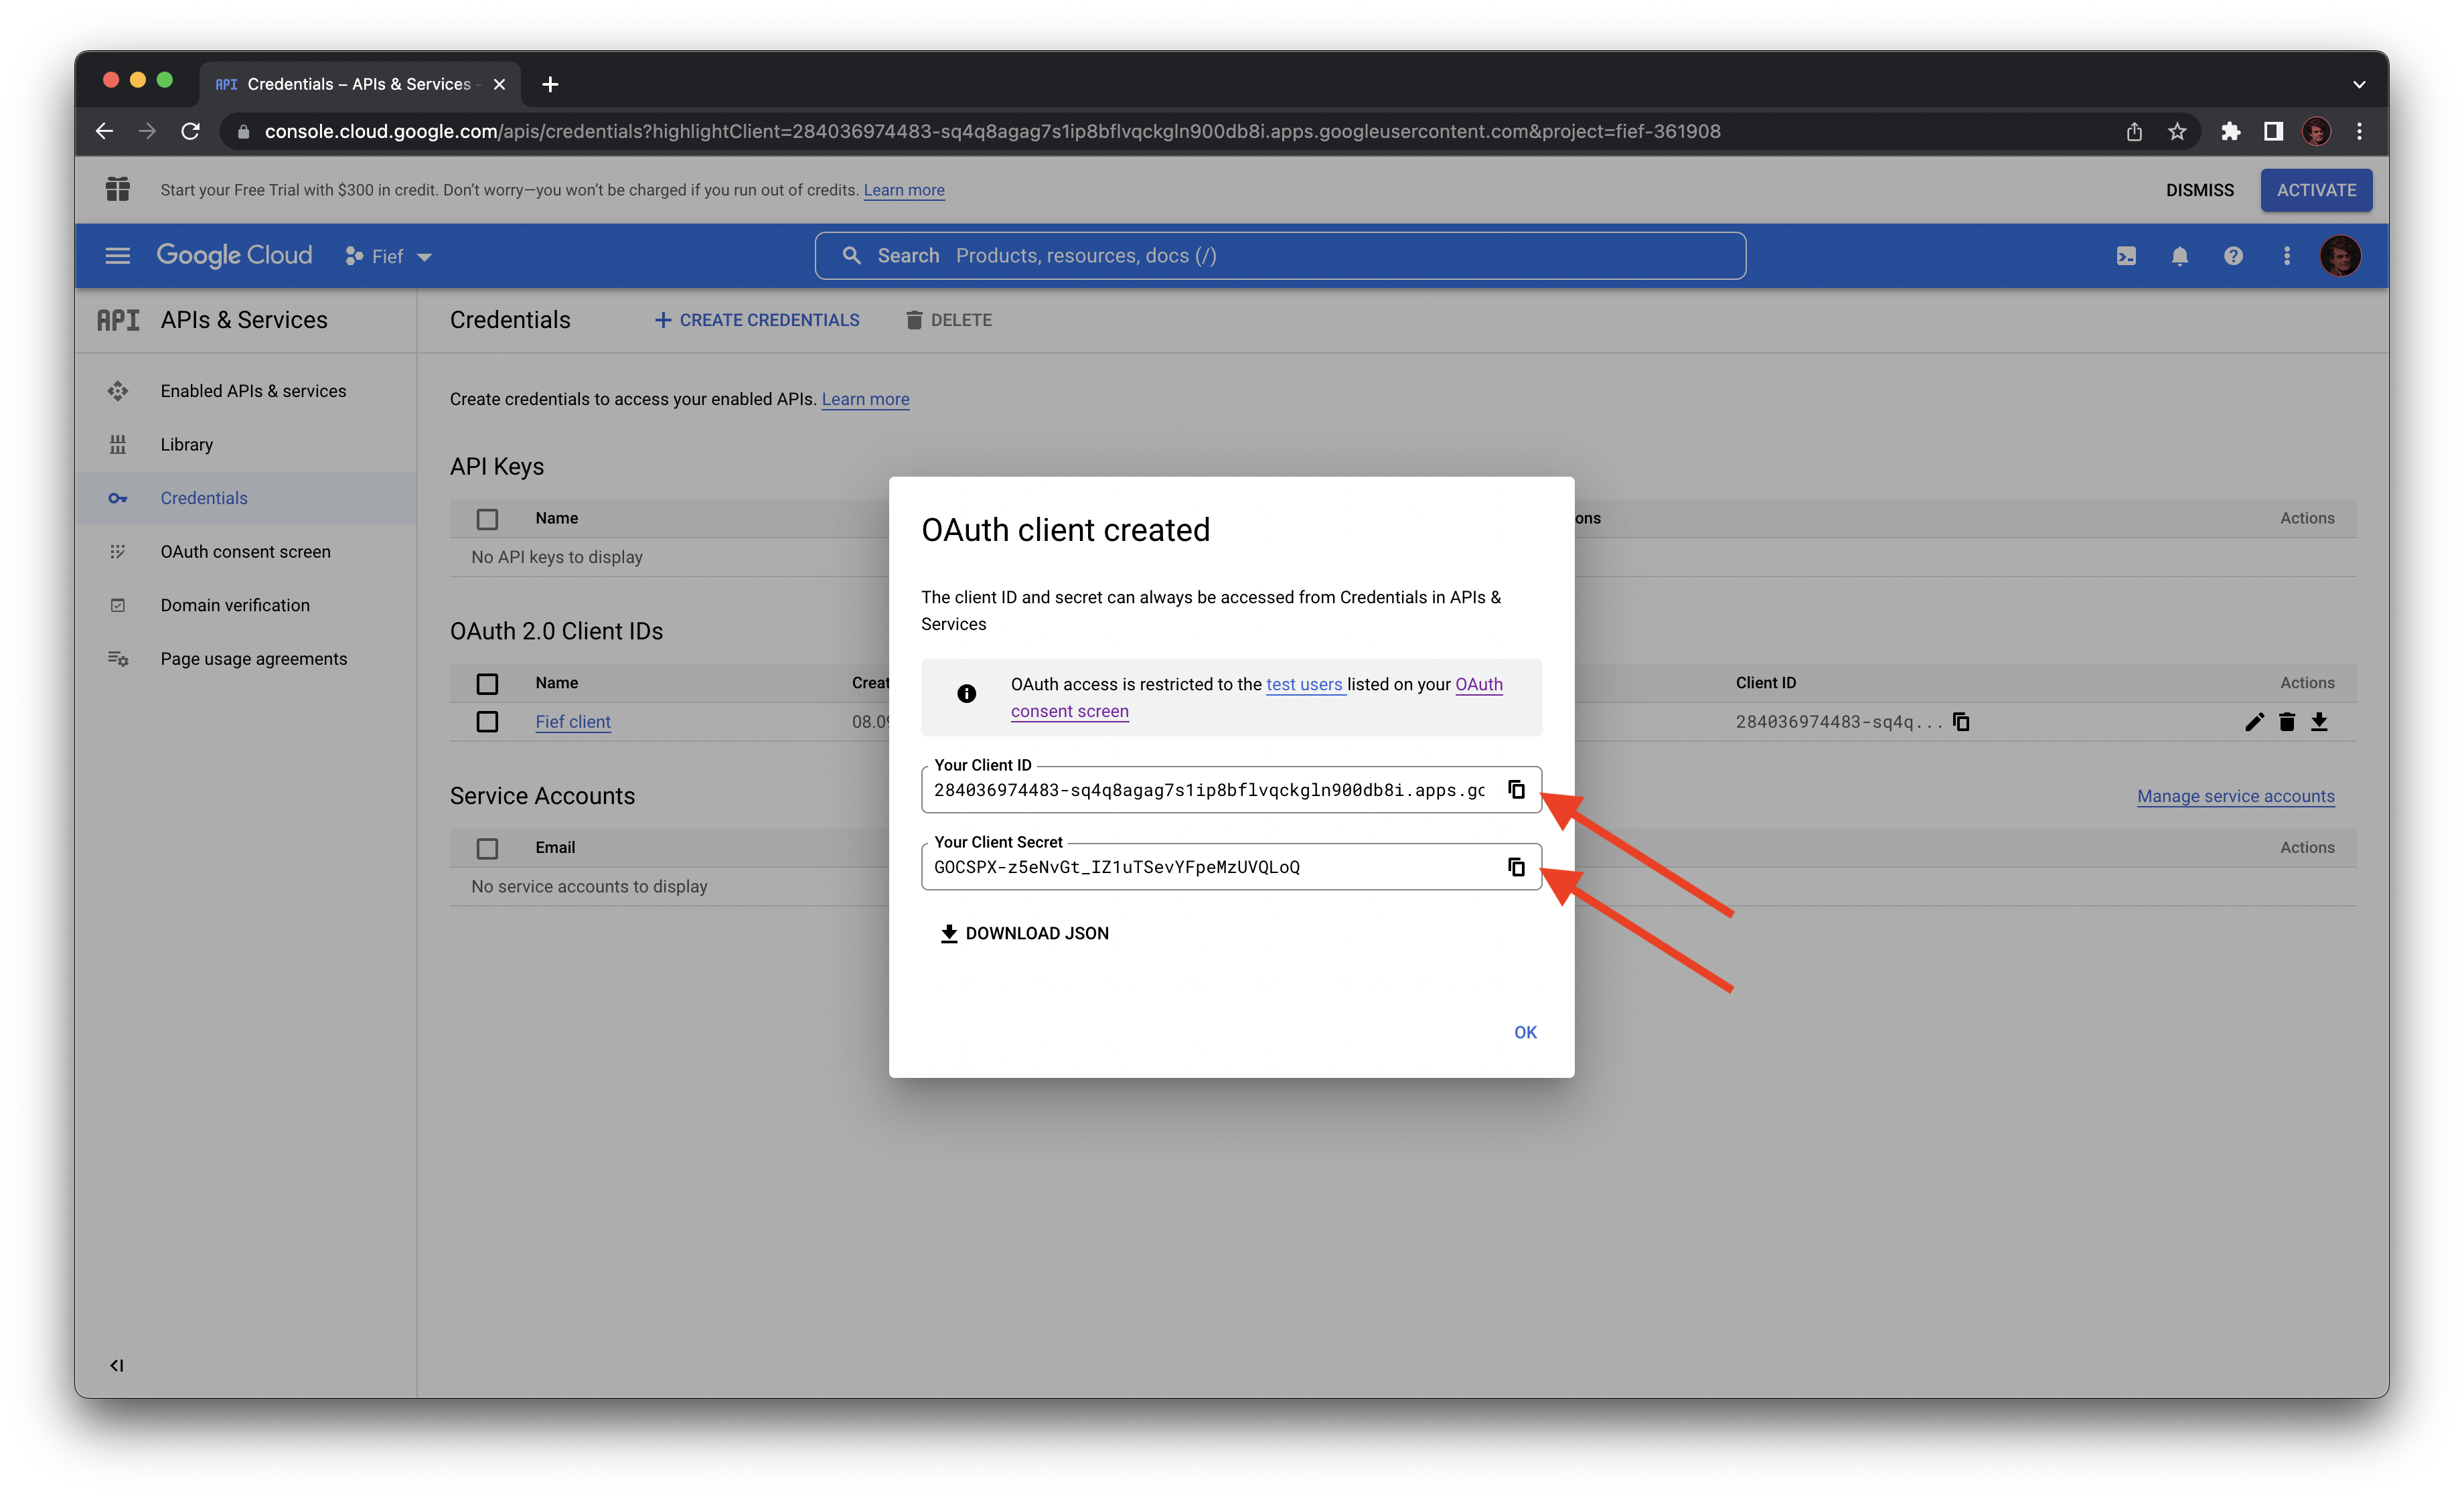 API Credentials – APIs & Services -
console.cloud.google.com/apis/credentials?highlightClient=284036974483-sq4q8agag7s1ip8bflvqckgln900db8i.apps.googleusercontent.com&project=fief-361908
Start your Free Trial with $300 in credit. Don't worry—you won't be charged if you run out of credits. Learn more
DISMISS
ACTIVATE
Google Cloud
Fief
Search Products, resources, docs (/)
API APIs & Services
Credentials
CREATE CREDENTIALS
DELETE
Enabled APIs & services
Library
Credentials
OAuth consent screen
Domain verification
Page usage agreements
Create credentials to access your enabled APIs. Learn more
API Keys
Name
ons
Actions
No API keys to display
OAuth 2.0 Client IDs
Name
Creat
Client ID
Actions
Fief client
08.09
284036974483-sq4q...
Service Accounts
Manage service accounts
Email
Actions
No service accounts to display
OAuth client created
The client ID and secret can always be accessed from Credentials in APIs &
Services
OAuth access is restricted to the test users listed on your OAuth
consent screen
Your Client ID
284036974483-sq4q8agag7s1ip8bflvqckgln900db8i.apps.go
Your Client Secret
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
DOWNLOAD JSON
OK